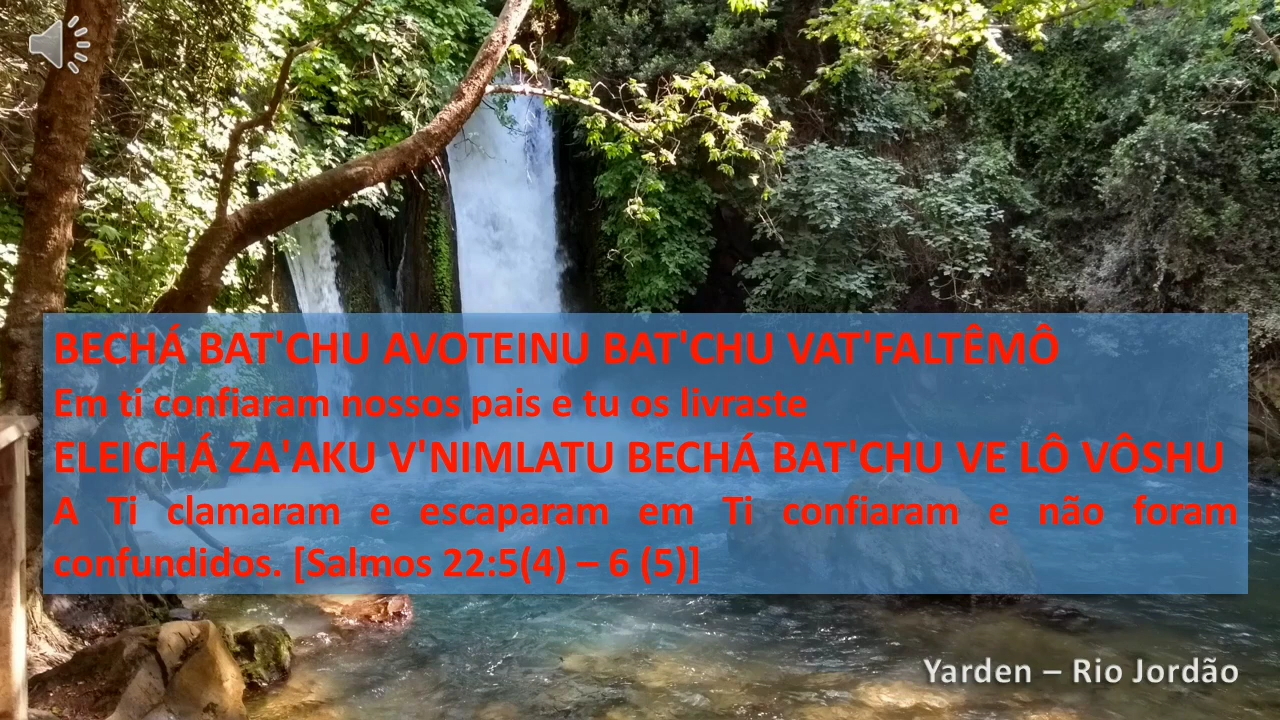 BECHÁ BAT'CHU AVOTEINU BAT'CHU VAT'FALTÊMÔ
Em ti confiaram nossos pais e tu os livraste
ELEICHÁ ZA'AKU V'NIMLATU BECHÁ BAT'CHU VE LÔ VÔSHU
A Ti clamaram e escaparam em Ti confiaram e não foram
confundidos. [Salmos 22:5(4) – 6 (5)]
Yarden – Rio Jordão